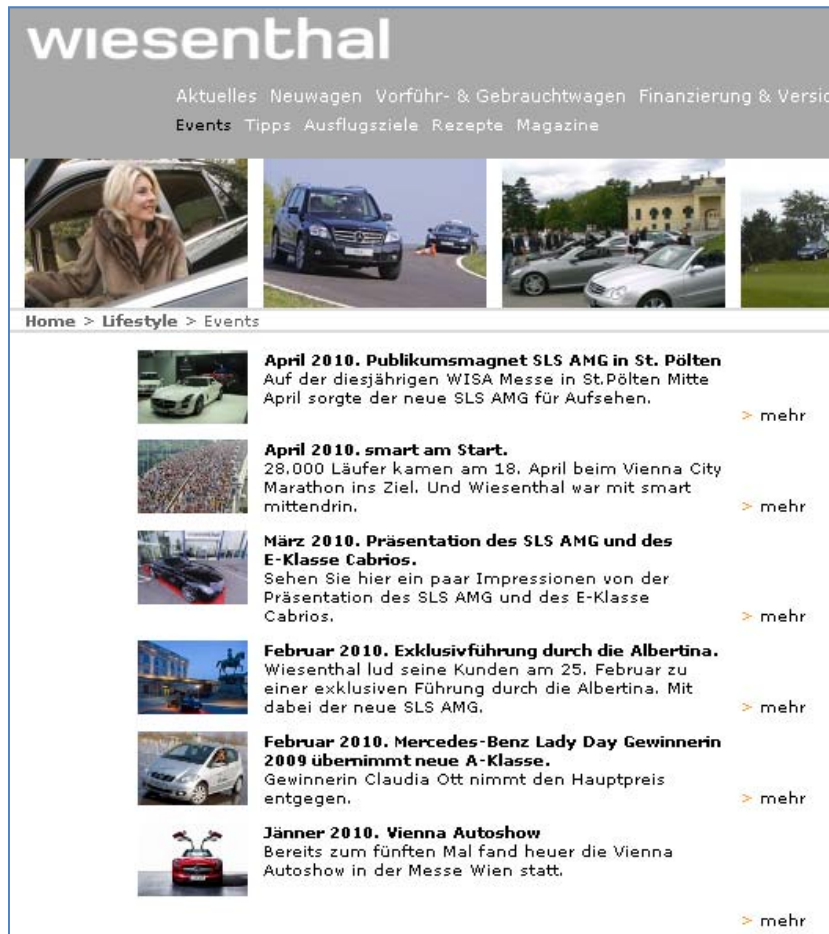 wiesenthal
Aktuelles Neuwagen Vorführ- & Gebrauchtwagen Finanzierung & Versic
Events Tipps Ausflugsziele Rezepte Magazine
Home > Lifestyle > Events
April 2010. Publikumsmagnet SLS AMG in St. Pölten
Auf der diesjährigen WISA Messe in St.Pölten Mitte
April sorgte der neue SLS AMG für Aufsehen.
> mehr
April 2010. smart am Start.
28.000 Läufer kamen am 18. April beim Vienna City
Marathon ins Ziel. Und Wiesenthal war mit smart
mittendrin.
> mehr
März 2010. Präsentation des SLS AMG und des
E-Klasse Cabrios.
Sehen Sie hier ein paar Impressionen von der
Präsentation des SLS AMG und des E-Klasse
Cabrios.
> mehr
Februar 2010. Exklusivführung durch die Albertina.
Wiesenthal lud seine Kunden am 25. Februar zu
einer exklusiven Führung durch die Albertina. Mit
dabei der neue SLS AMG.
> mehr
Februar 2010. Mercedes-Benz Lady Day Gewinnerin
2009 übernimmt neue A-Klasse.
Gewinnerin Claudia Ott nimmt den Hauptpreis
entgegen.
> mehr
Jänner 2010. Vienna Autoshow
Bereits zum fünften Mal fand heuer die Vienna
Autoshow in der Messe Wien statt.
> mehr